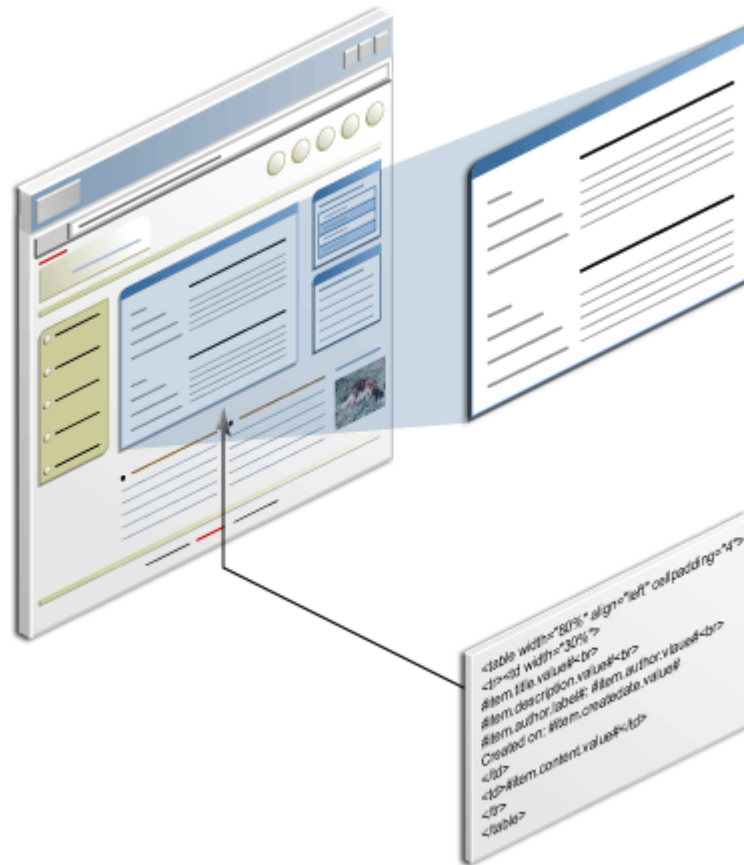 <table width="80%" align="left" cellpadding="4">
<tr><td width="30%">
#item.title.value#<br>
#item.description.value#<br>
#item.author.label#: #item.author.vlaue#<br>
Created on: #item.createdate.value#
</td>
<td>#item.content.value#</td>
</tr>
</table>